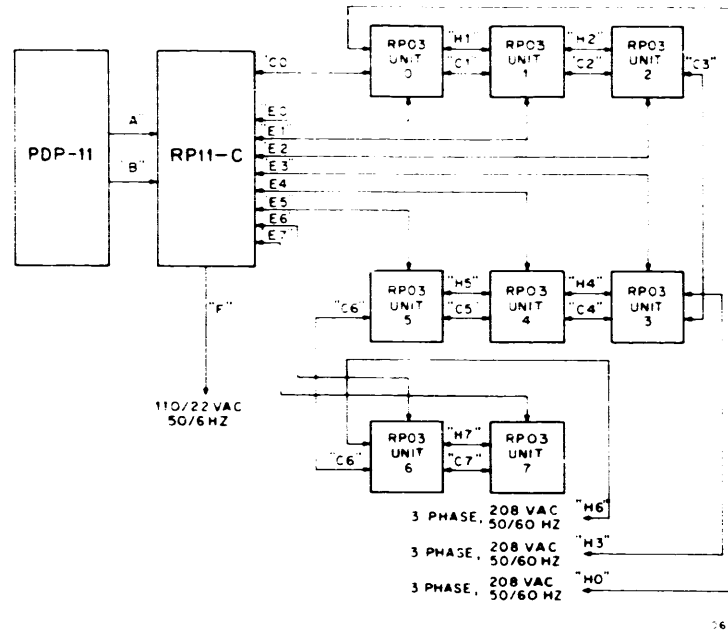 RP03 UNIT 0
"H1"
"C1"
RP03 UNIT 1
"H2"
"C2"
RP03 UNIT 2
"C3"
"C0
PDP-11
A
B"
RP11-C
"E0
"E1
"E2
"E3
"E4
"E5
"E6
"E7
RP03 UNIT 5
"H5"
"C5"
RP03 UNIT 4
"H4"
"C4"
RP03 UNIT 3
"C6"
"F"
110/22 VAC
50/6 HZ
RP03 UNIT 6
"H7"
"C7"
RP03 UNIT 7
"C6"
3 PHASE, 208 VAC "H6"
50/60 HZ
3 PHASE, 208 VAC "H3"
50/60 HZ
3 PHASE, 208 VAC "H0"
50/60 HZ